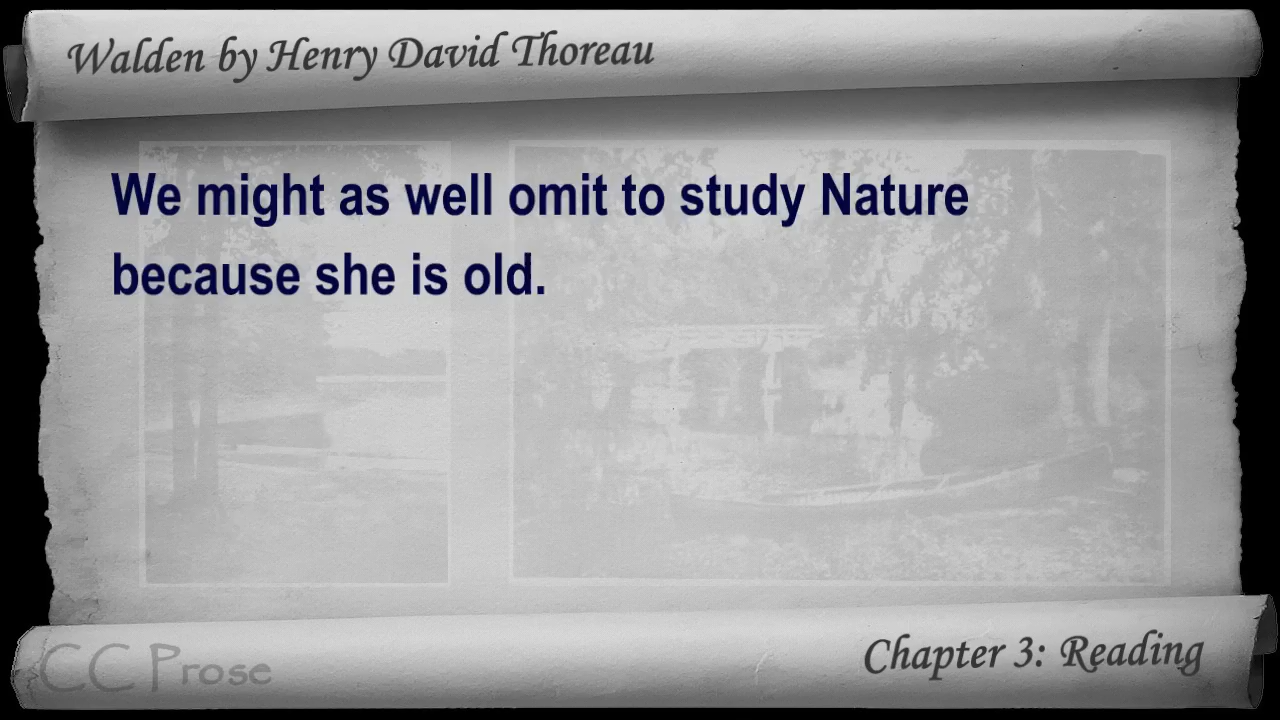 Walden by Henry David Thoreau
We might as well omit to study Nature
because she is old.
CC Prose
Chapter 3: Reading